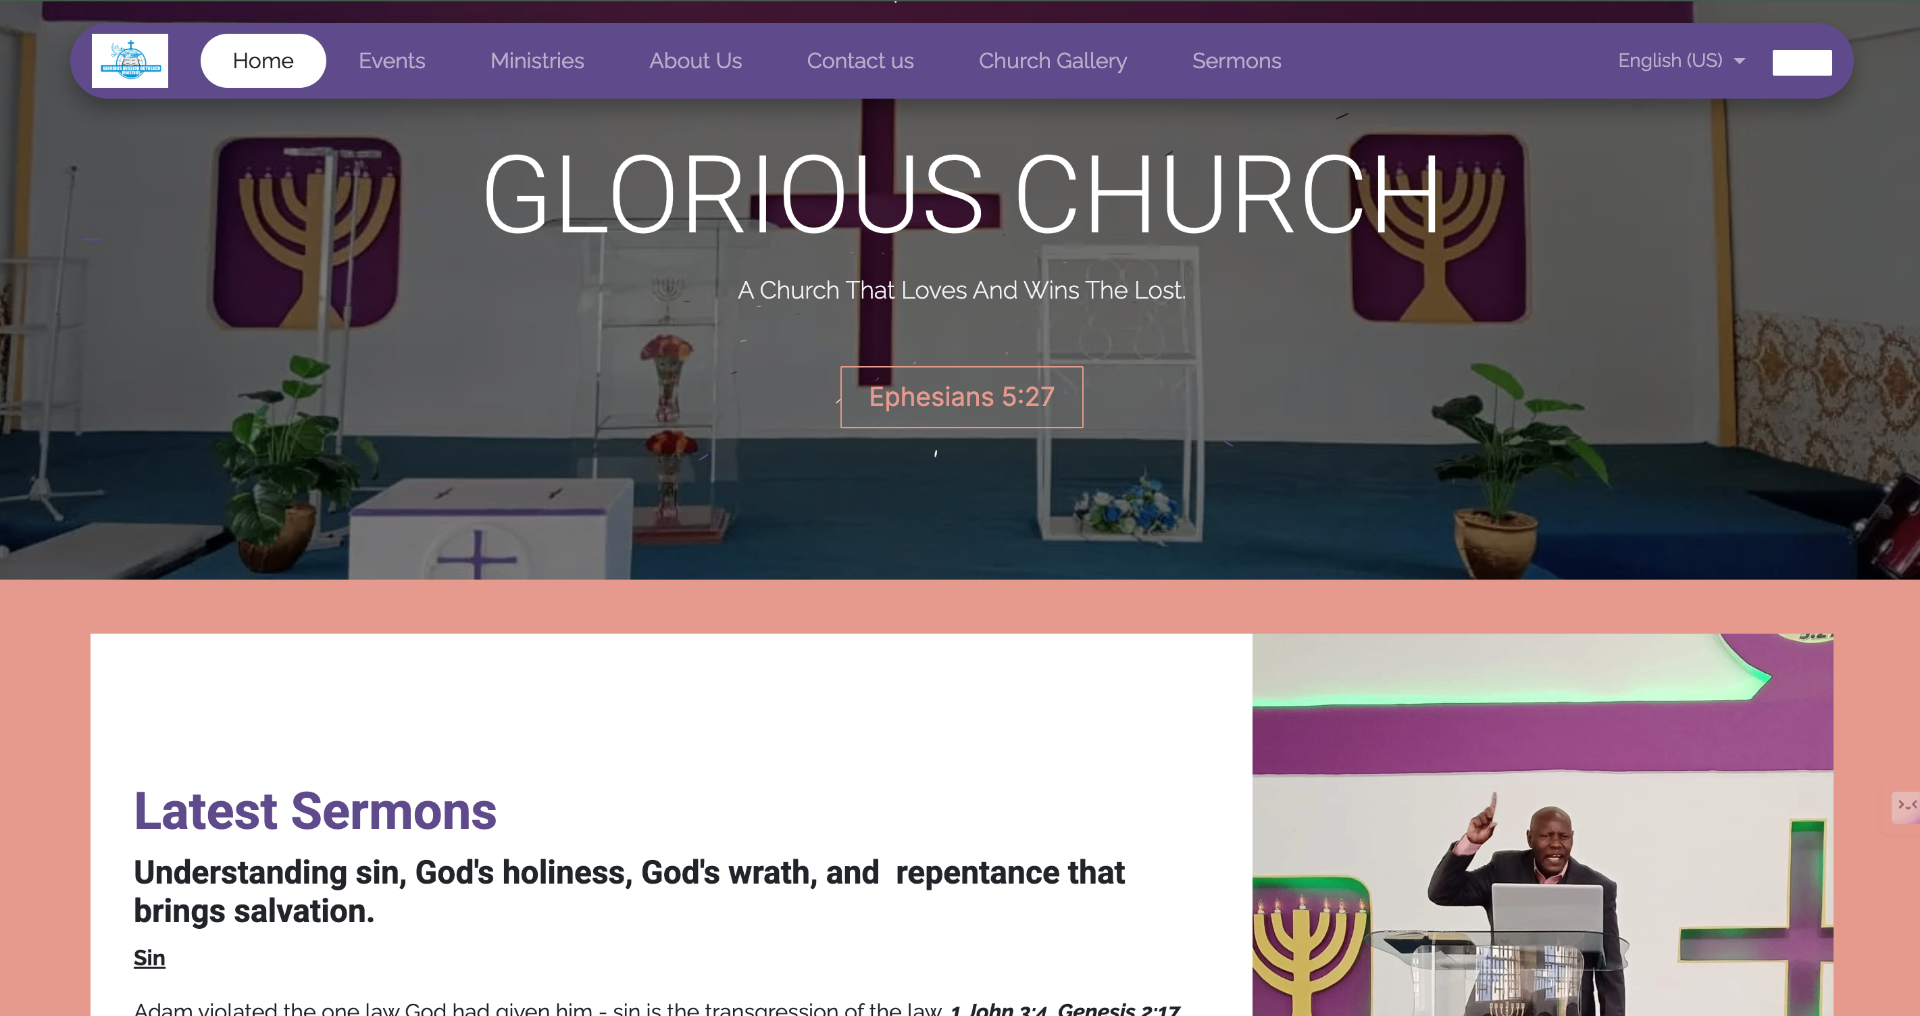 Home
Events
Ministries
About Us
Contact us
Church Gallery
Sermons
English (US)
GLORIOUS CHURCH
A Church That Loves And Wins The Lost.
Ephesians 5:27
Latest Sermons
Understanding sin, God's holiness, God's wrath, and repentance that
brings salvation.
Sin
Adam violated the one law God had given him - sin is the transgression of the law. 1 John 3:4, Genesis 2:17